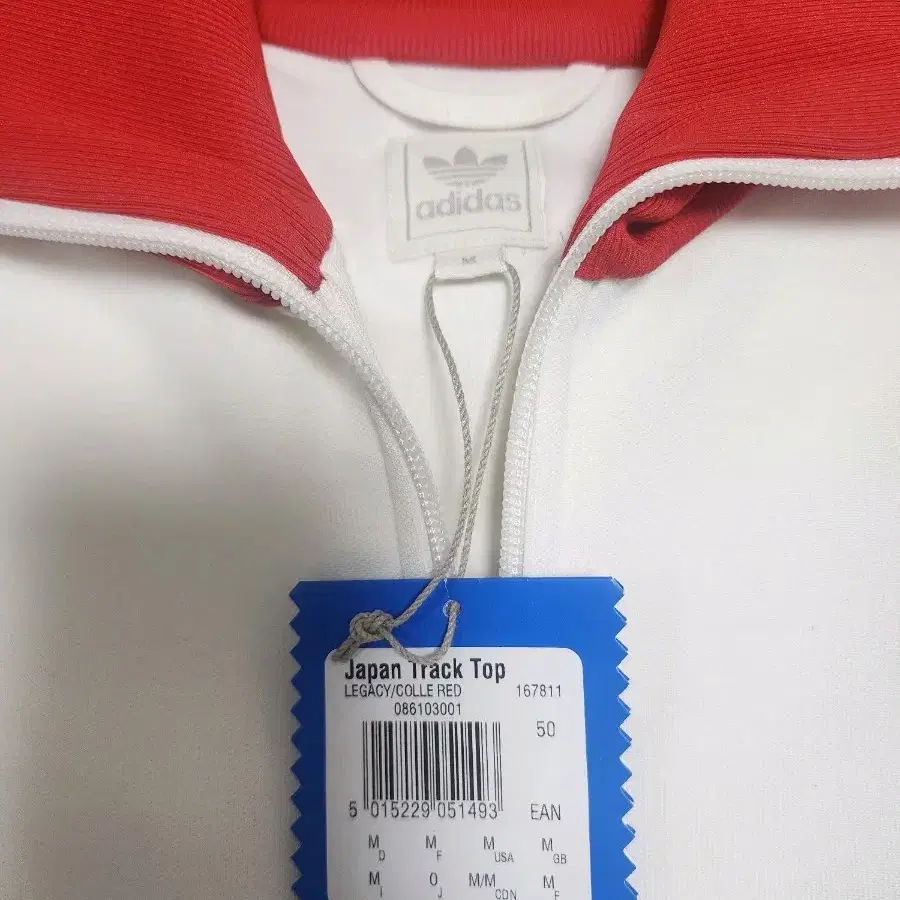 adidas
M
Japan Track Top
LEGACY/COLLE RED 167811
086103001
50
5 015229 051493 EAN
M D M F M USA M GB
M I O J M/M CDN M F